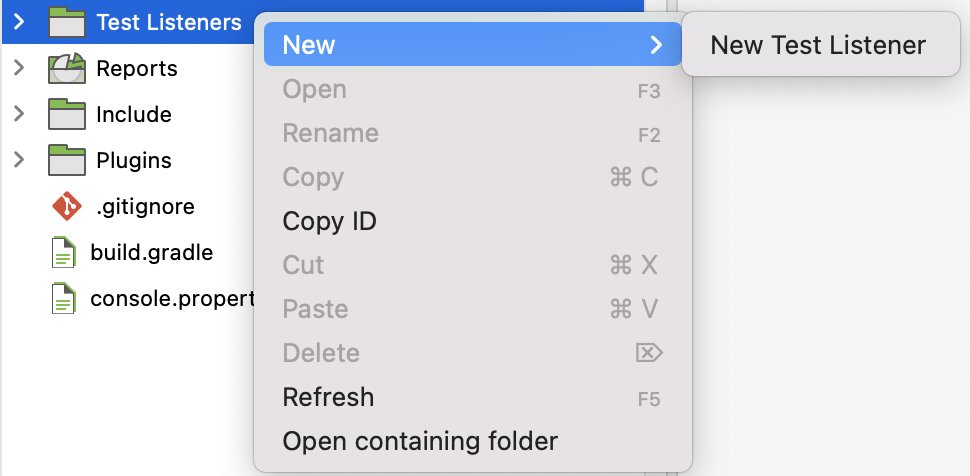 Test Listeners
Reports
Include
Plugins
.gitignore
build.gradle
console.propert
New
Open F3
Rename F2
Copy ⌘ C
Copy ID
Cut ⌘ X
Paste ⌘ V
Delete ⌦
Refresh F5
Open containing folder
New Test Listener